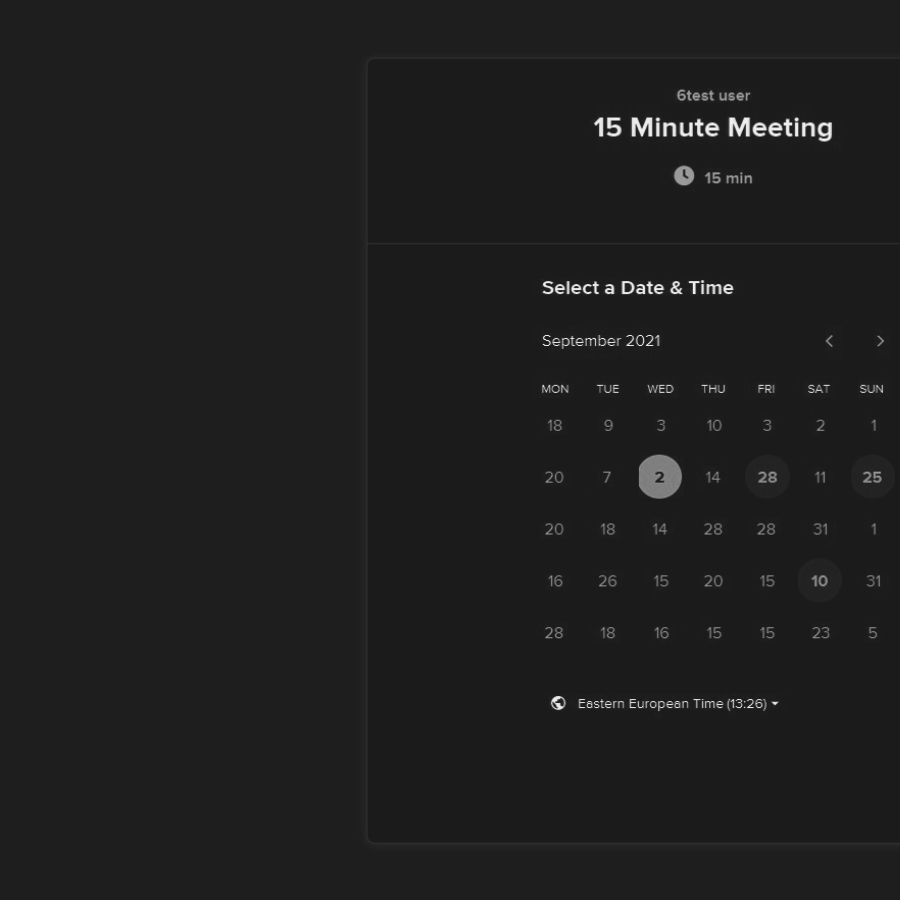 6test user
15 Minute Meeting
15 min
Select a Date & Time
September 2021
MON TUE WED THU FRI SAT SUN
18 9 3 10 3 2 1
20 7 2 14 28 11 25
20 18 14 28 28 31 1
16 26 15 20 15 10 31
28 18 16 15 15 23 5
Eastern European Time (13:26)